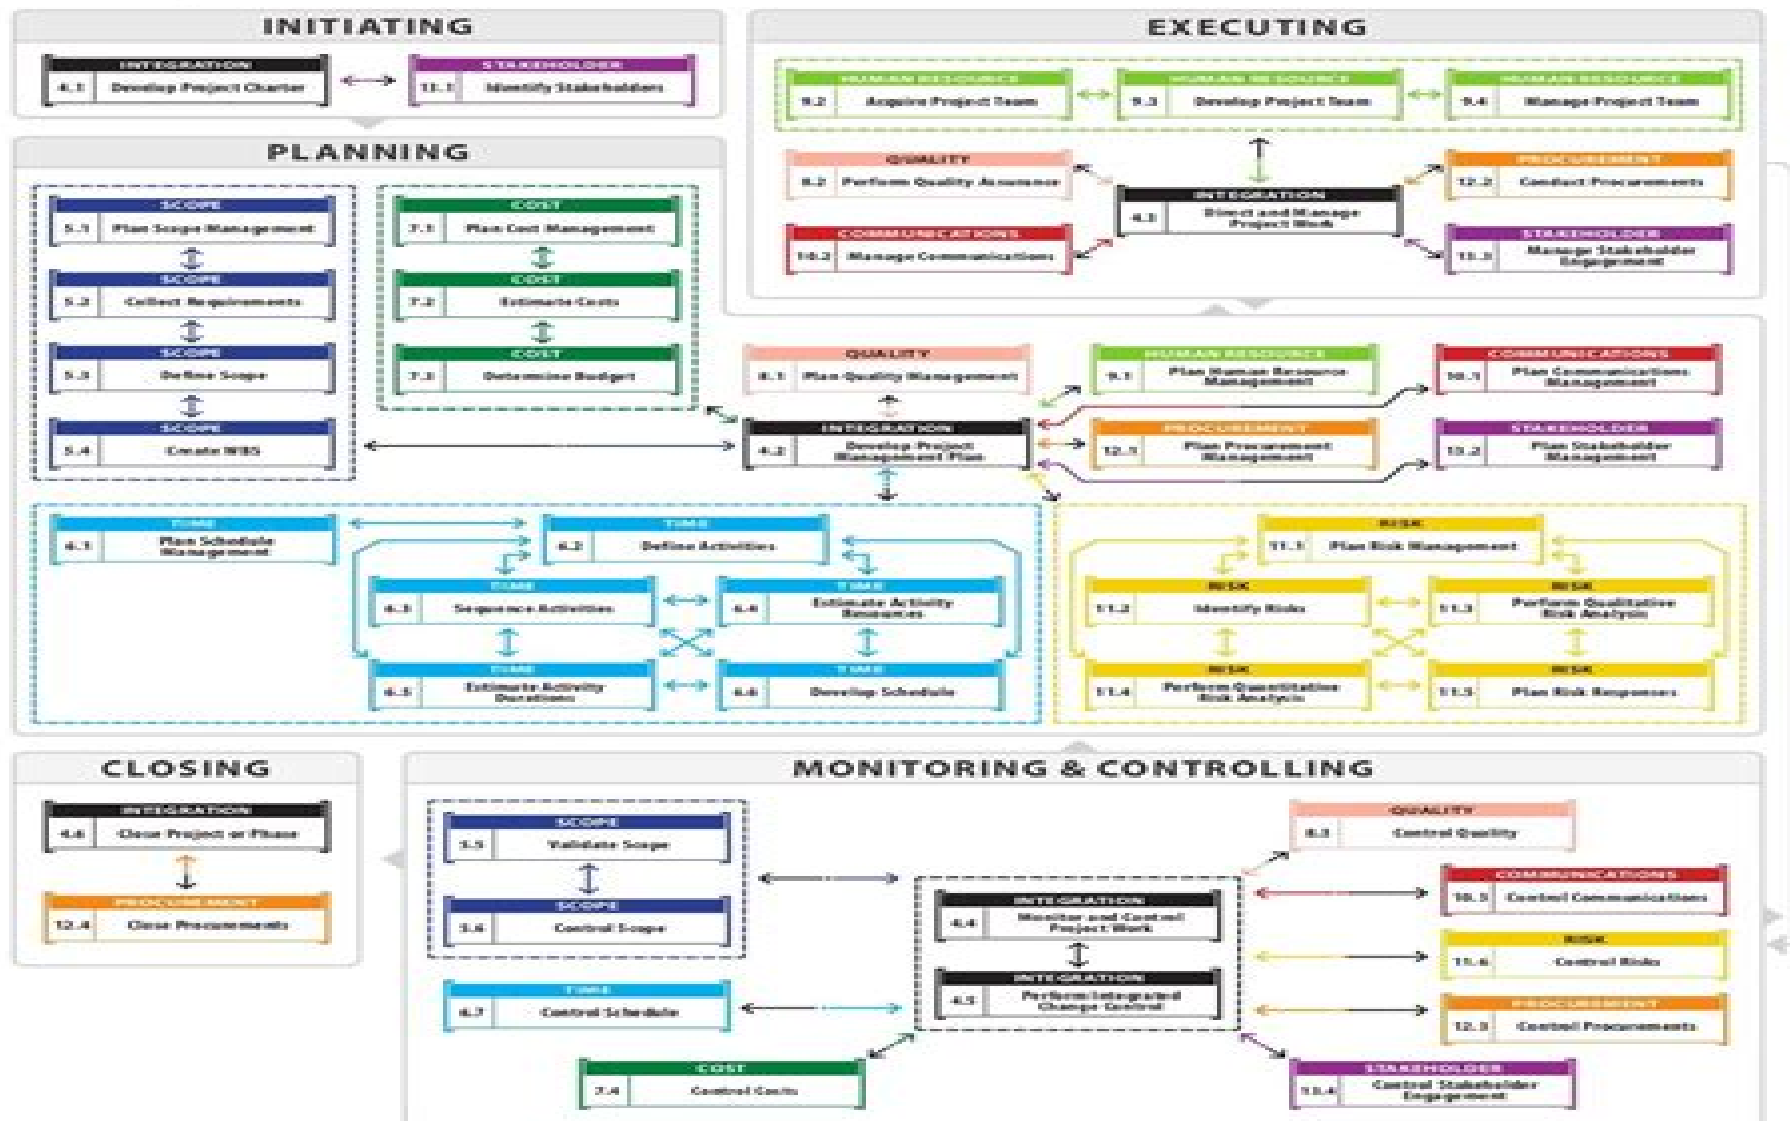 INITIATING
INTEGRATION
4.1 Develop Project Charter
STAKEHOLDER
13.1 Identify Stakeholders
EXECUTING
HUMAN RESOURCE
9.2 Acquire Project Team
HUMAN RESOURCE
9.3 Develop Project Team
HUMAN RESOURCE
9.4 Manage Project Team
QUALITY
8.2 Perform Quality Assurance
INTEGRATION
4.3 Direct and Manage
Project Work
PROCUREMENT
12.2 Conduct Procurements
COMMUNICATIONS
10.2 Manage Communications
STAKEHOLDER
13.3 Manage Stakeholder
Engagement
PLANNING
SCOPE
5.1 Plan Scope Management
SCOPE
5.2 Collect Requirements
SCOPE
5.3 Define Scope
SCOPE
5.4 Create WBS
COST
7.1 Plan Cost Management
COST
7.2 Estimate Costs
COST
7.3 Determine Budget
QUALITY
8.1 Plan Quality Management
HUMAN RESOURCE
9.1 Plan Human Resource
Management
COMMUNICATIONS
10.1 Plan Communications
Management
INTEGRATION
4.2 Develop Project
Management Plan
PROCUREMENT
12.1 Plan Procurement
Management
STAKEHOLDER
13.2 Plan Stakeholder
Management
TIME
6.1 Plan Schedule
Management
TIME
6.2 Define Activities
TIME
6.3 Sequence Activities
TIME
6.4 Estimate Activity
Resources
TIME
6.5 Estimate Activity
Durations
TIME
6.6 Develop Schedule
RISK
11.1 Plan Risk Management
RISK
11.2 Identify Risks
RISK
11.3 Perform Qualitative
Risk Analysis
RISK
11.4 Perform Quantitative
Risk Analysis
RISK
11.5 Plan Risk Responses
CLOSING
INTEGRATION
4.6 Close Project or Phase
PROCUREMENT
12.4 Close Procurements
MONITORING & CONTROLLING
SCOPE
5.5 Validate Scope
SCOPE
5.6 Control Scope
TIME
6.7 Control Schedule
COST
7.4 Control Costs
INTEGRATION
4.4 Monitor and Control
Project Work
INTEGRATION
4.5 Perform Integrated
Change Control
QUALITY
8.3 Control Quality
COMMUNICATIONS
10.3 Control Communications
RISK
11.6 Control Risks
PROCUREMENT
12.3 Control Procurements
STAKEHOLDER
13.4 Control Stakeholder
Engagement